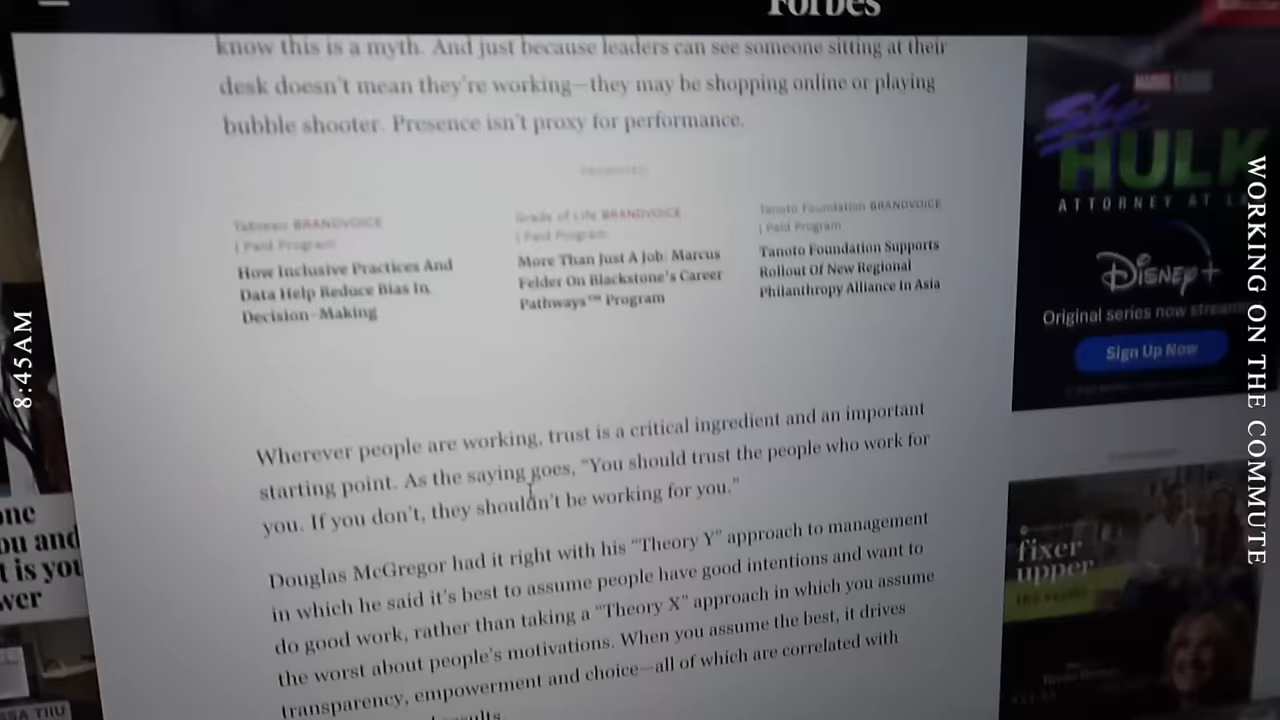 Forbes
know this is a myth. And just because leaders can see someone sitting at their
desk doesn't mean they're working—they may be shopping online or playing
bubble shooter. Presence isn't proxy for performance.
PROMOTED
Tableau BRANDVOICE
| Paid Program
How Inclusive Practices And
Data Help Reduce Bias In
Decision-Making
Grads of Life BRANDVOICE
| Paid Program
More Than Just A Job: Marcus
Felder On Blackstone's Career
Pathways™ Program
Tanoto Foundation BRANDVOICE
| Paid Program
Tanoto Foundation Supports
Rollout Of New Regional
Philanthropy Alliance In Asia
Wherever people are working, trust is a critical ingredient and an important
starting point. As the saying goes, “You should trust the people who work for
you. If you don't, they shouldn't be working for you.”
Douglas McGregor had it right with his “Theory Y” approach to management
in which he said it's best to assume people have good intentions and want to
do good work, rather than taking a “Theory X” approach in which you assume
the worst about people's motivations. When you assume the best, it drives
transparency, empowerment and choice—all of which are correlated with
results.
MARVEL STUDIOS
She
HULK
ATTORNEY AT
Disney+
Original series now
Sign Up Now
fixer
upper
8:45AM
WORKING ON THE COMMUTE